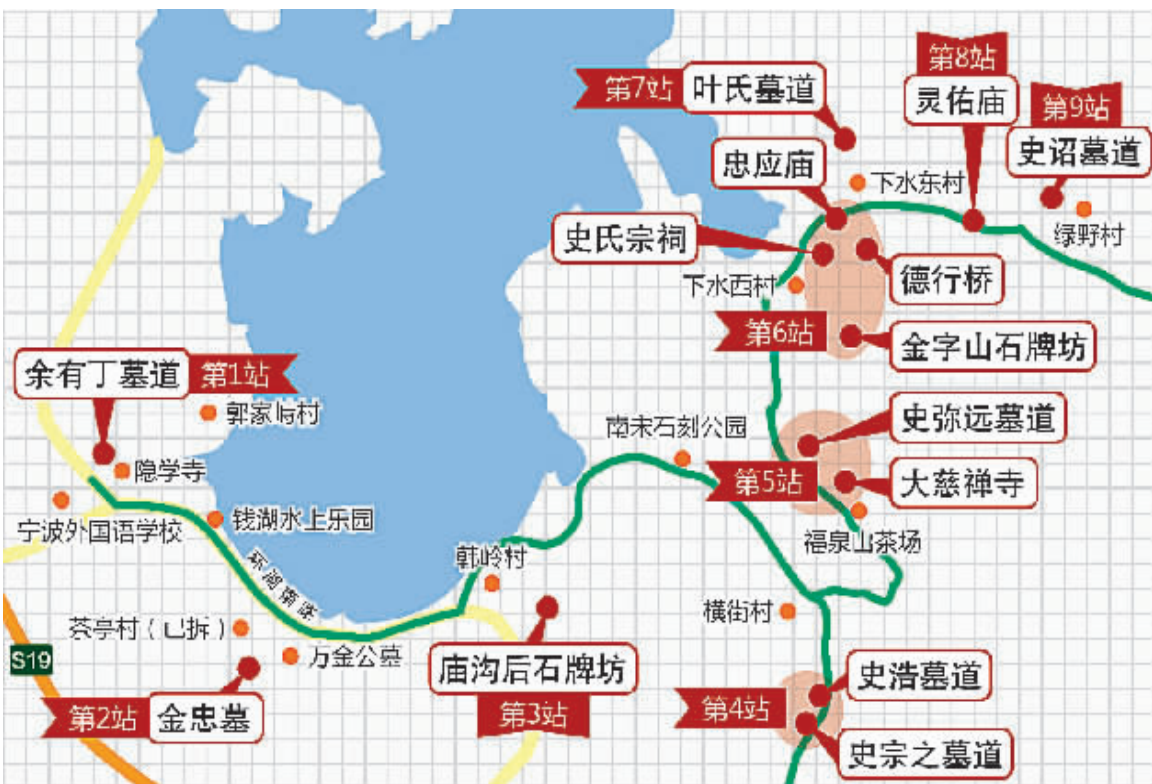 第8站
灵佑庙
第7站
叶氏墓道
第9站
史诏墓道
忠应庙
下水东村
绿野村
史氏宗祠
德行桥
下水西村
第6站
金字山石牌坊
余有丁墓道
第1站
郭家峙村
史弥远墓道
南宋石刻公园
隐学寺
第5站
大慈禅寺
宁波外国语学校
钱湖水上乐园
福泉山茶场
韩岭村
环湖南路
横街村
茶亭村（已拆）
S19
万金公墓
庙沟后石牌坊
史浩墓道
第2站
金忠墓
第3站
第4站
史宗之墓道